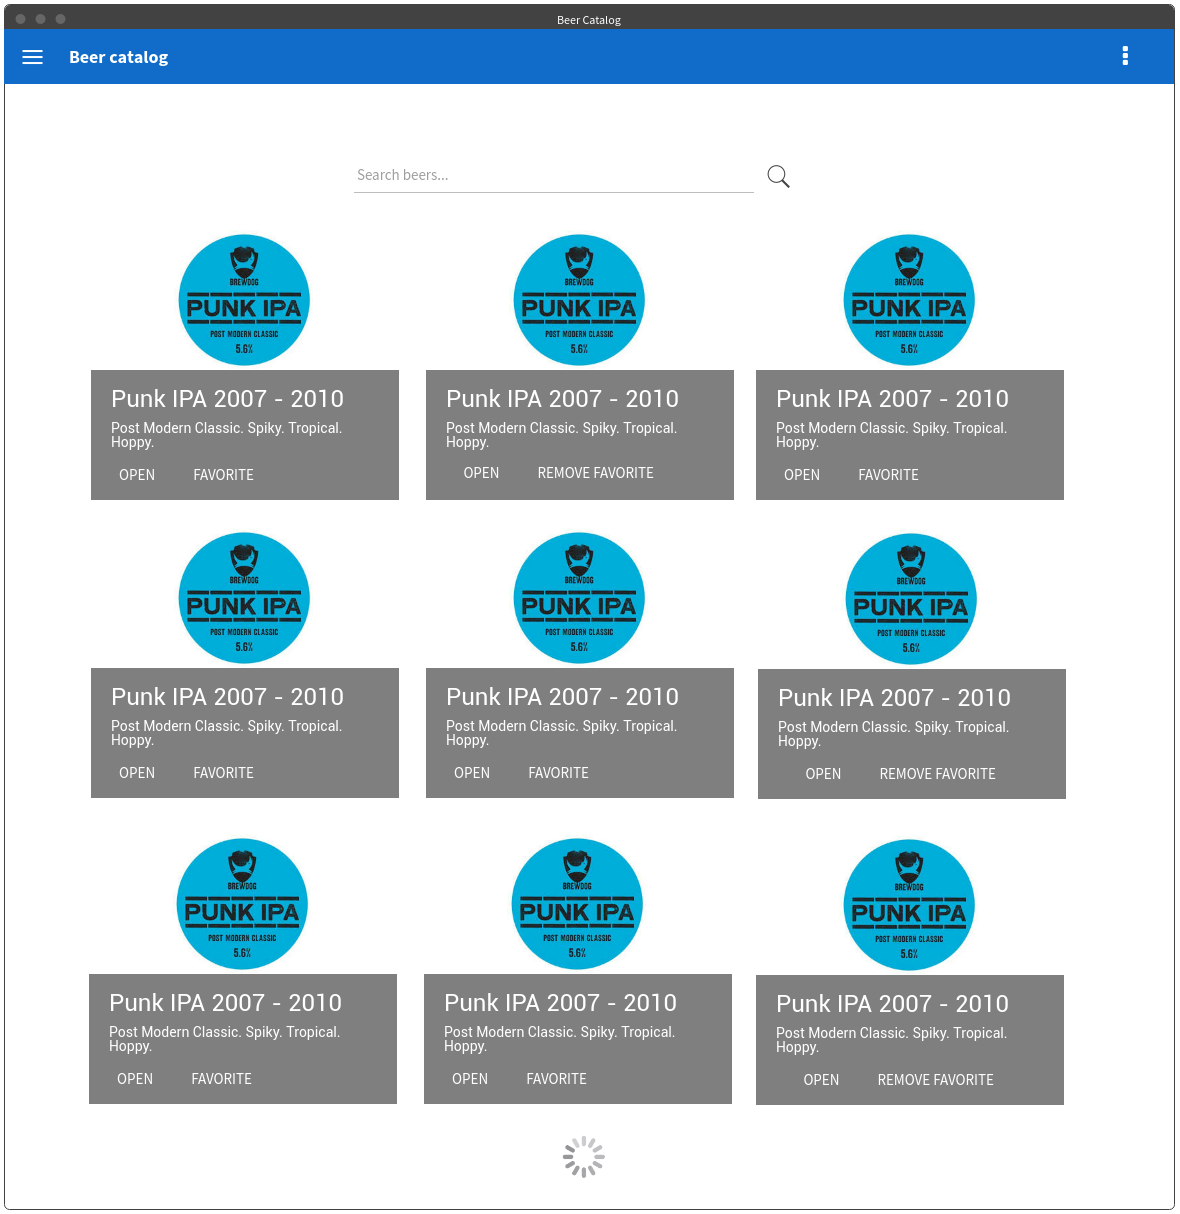 Beer Catalog
Beer catalog
Search beers...
BREWDOG
PUNK IPA
POST MODERN CLASSIC
5.6%
BREWDOG
PUNK IPA
POST MODERN CLASSIC
5.6%
BREWDOG
PUNK IPA
POST MODERN CLASSIC
5.6%
Punk IPA 2007 - 2010
Post Modern Classic. Spiky. Tropical.
Hoppy.
OPEN FAVORITE
Punk IPA 2007 - 2010
Post Modern Classic. Spiky. Tropical.
Hoppy.
OPEN REMOVE FAVORITE
Punk IPA 2007 - 2010
Post Modern Classic. Spiky. Tropical.
Hoppy.
OPEN FAVORITE
BREWDOG
PUNK IPA
POST MODERN CLASSIC
5.6%
BREWDOG
PUNK IPA
POST MODERN CLASSIC
5.6%
BREWDOG
PUNK IPA
POST MODERN CLASSIC
5.6%
Punk IPA 2007 - 2010
Post Modern Classic. Spiky. Tropical.
Hoppy.
OPEN FAVORITE
Punk IPA 2007 - 2010
Post Modern Classic. Spiky. Tropical.
Hoppy.
OPEN FAVORITE
Punk IPA 2007 - 2010
Post Modern Classic. Spiky. Tropical.
Hoppy.
OPEN REMOVE FAVORITE
BREWDOG
PUNK IPA
POST MODERN CLASSIC
5.6%
BREWDOG
PUNK IPA
POST MODERN CLASSIC
5.6%
BREWDOG
PUNK IPA
POST MODERN CLASSIC
5.6%
Punk IPA 2007 - 2010
Post Modern Classic. Spiky. Tropical.
Hoppy.
OPEN FAVORITE
Punk IPA 2007 - 2010
Post Modern Classic. Spiky. Tropical.
Hoppy.
OPEN FAVORITE
Punk IPA 2007 - 2010
Post Modern Classic. Spiky. Tropical.
Hoppy.
OPEN REMOVE FAVORITE